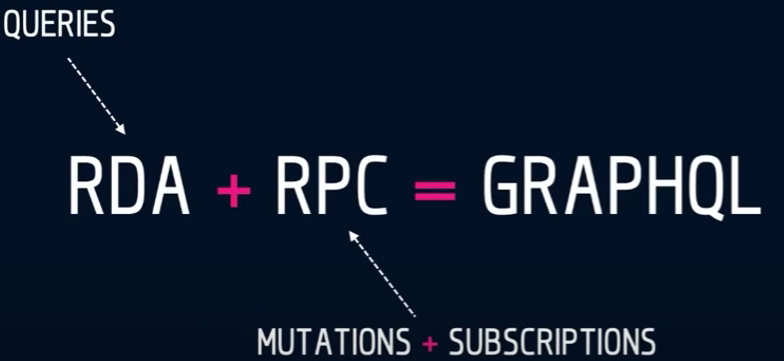 QUERIES
RDA + RPC = GRAPHQL
MUTATIONS + SUBSCRIPTIONS